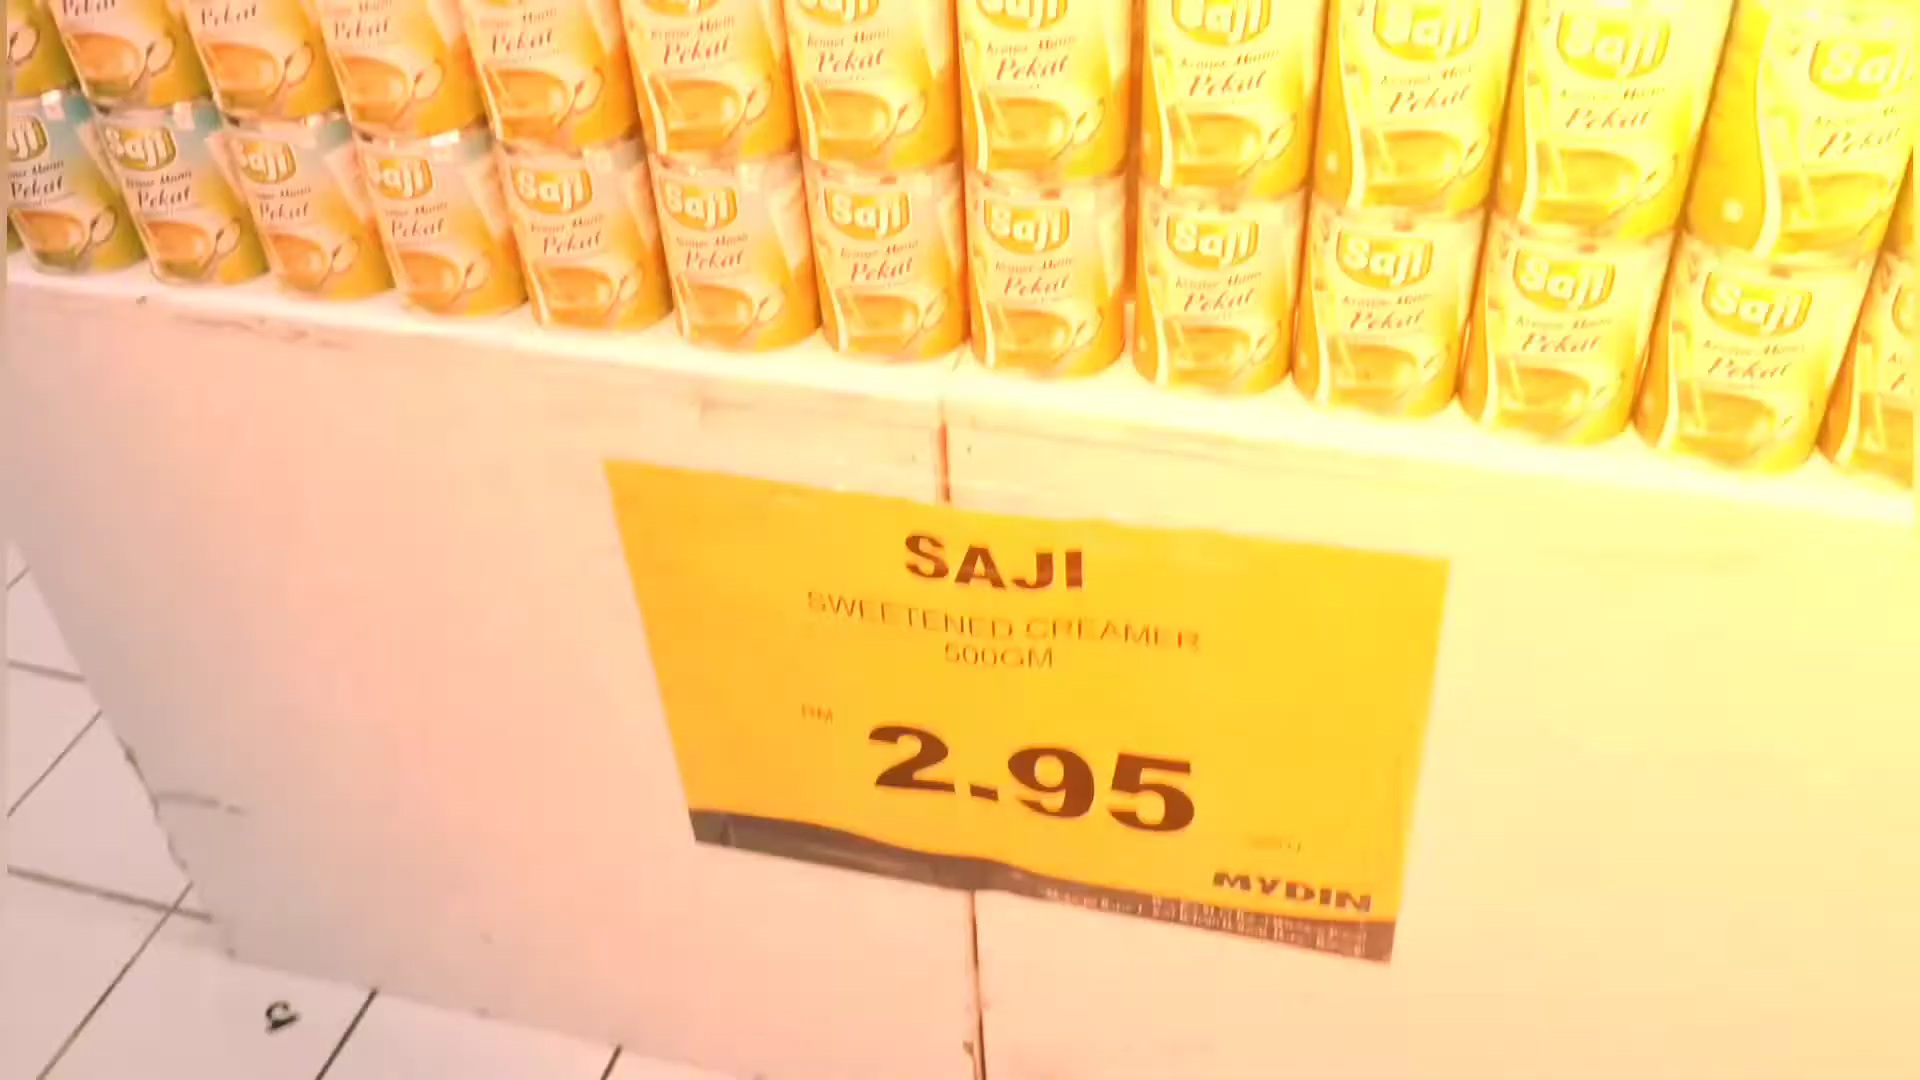 Saji
Krimer Manis
Pekat
SAJI
SWEETENED CREAMER
500GM
RM
2.95
MYDIN